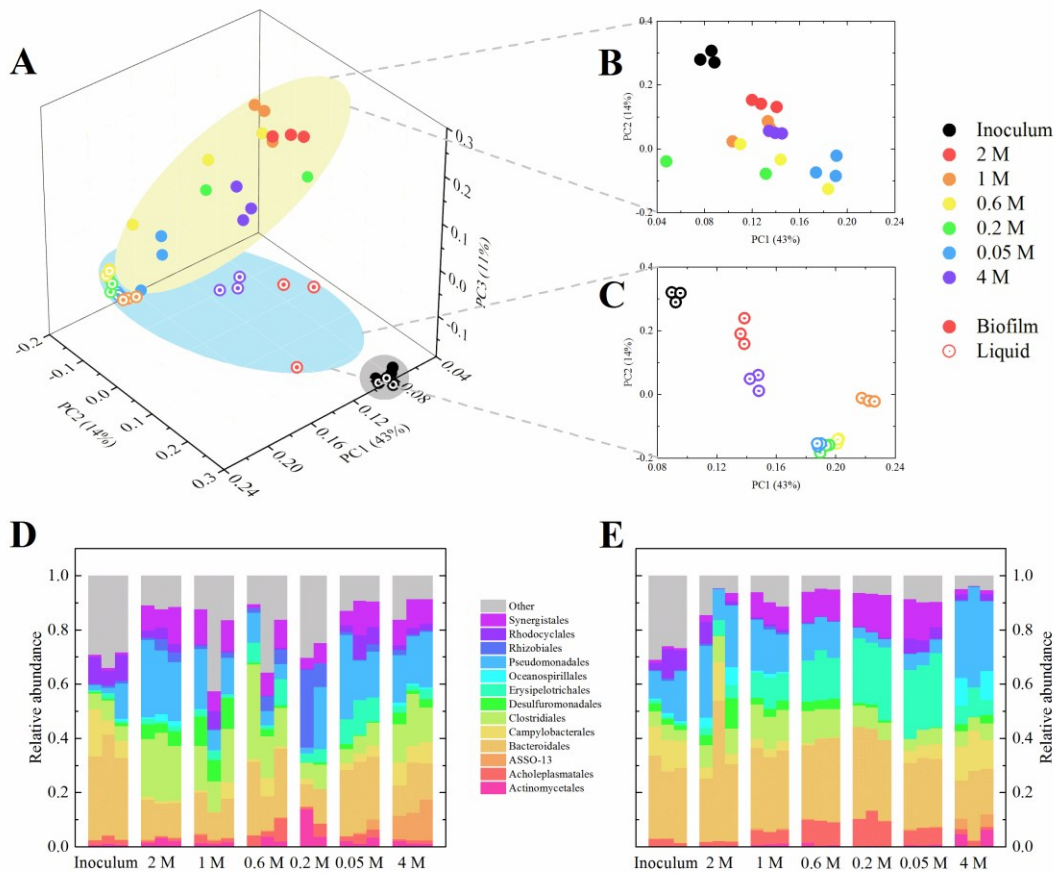 A
0.3
0.2
0.1
0.0
-0.1
PC3 (11%)
-0.2
-0.1
0.0
0.1
0.2
0.3
PC2 (14%)
0.04
0.08
0.12
0.16
0.20
0.24
PC1 (43%)
B
0.4
0.2
0.0
-0.2
PC2 (14%)
0.04 0.08 0.12 0.16 0.20 0.24
PC1 (43%)
C
0.4
0.2
0.0
-0.2
PC2 (14%)
0.08 0.12 0.16 0.20 0.24
PC1 (43%)
Inoculum
2 M
1 M
0.6 M
0.2 M
0.05 M
4 M
Biofilm
Liquid
D
1.0
0.8
0.6
0.4
0.2
0.0
Relative abundance
Inoculum 2 M 1 M 0.6 M 0.2 M 0.05 M 4 M
Other
Synergistales
Rhodocyclales
Rhizobiales
Pseudomonadales
Oceanospirillales
Erysipelotrichales
Desulfuromonadales
Clostridiales
Campylobacterales
Bacteroidales
ASSO-13
Acholeplasmatales
Actinomycetales
E
1.0
0.8
0.6
0.4
0.2
0.0
Relative abundance
Inoculum 2 M 1 M 0.6 M 0.2 M 0.05 M 4 M